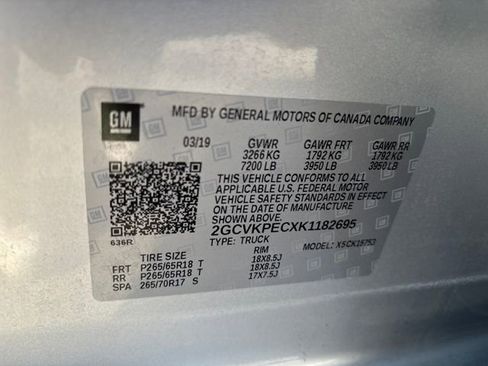 GM
MFD BY GENERAL MOTORS OF CANADA COMPANY
03/19 GVWR GAWR FRT GAWR RR
3266 KG 1792 KG 1792 KG
7200 LB 3950 LB 3950 LB
THIS VEHICLE CONFORMS TO ALL
APPLICABLE U.S. FEDERAL MOTOR
VEHICLE SAFETY STANDARDS IN EFFECT
ON THE DATE OF MANUFACTURE
SHOWN ABOVE.
2GCVKPECXK1182695
TYPE: TRUCK MODEL: X5CK15753
636R
TIRE SIZE RIM
FRT P265/65R18 T 18X8.5J
RR P265/65R18 T 18X8.5J
SPA 265/70R17 S 17X7.5J